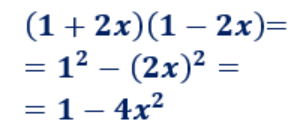 (1 + 2x)(1 − 2x)=
= 1² − (2x)² =
= 1 − 4x²